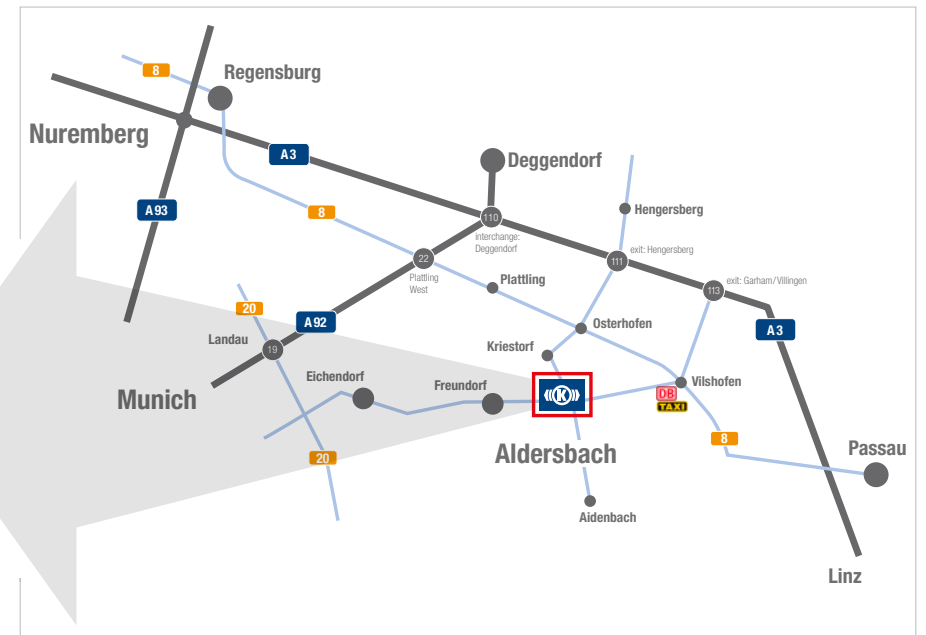 8
Regensburg
Nuremberg
A3
Deggendorf
A93
8
110
Hengersberg
interchange:
Deggendorf
22
111
exit: Hengersberg
Plattling
West
Plattling
113
exit: Garham/Villingen
20
A92
Osterhofen
A3
Landau
19
Kriestorf
Munich
Eichendorf
Freundorf
K
Vilshofen
DB
TAXI
Aldersbach
8
Passau
20
Aidenbach
Linz